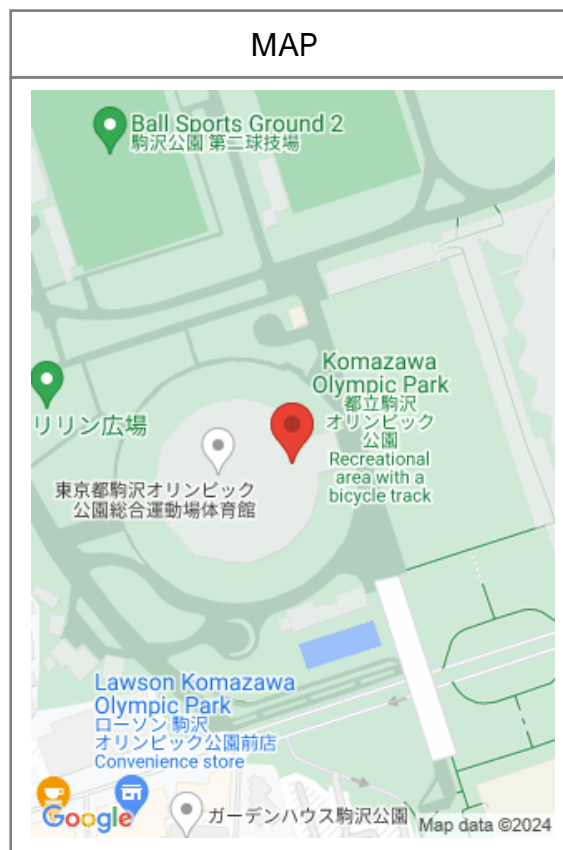 MAP
Ball Sports Ground 2
駒沢公園 第二球技場
Komazawa
Olympic Park
都立駒沢
オリンピック
公園
Recreational
area with a
bicycle track
リリン広場
東京都駒沢オリンピック
公園総合運動場体育館
Lawson Komazawa
Olympic Park
ローソン 駒沢
オリンピック公園前店
Convenience store
ガーデンハウス駒沢公園
Google
Map data ©2024